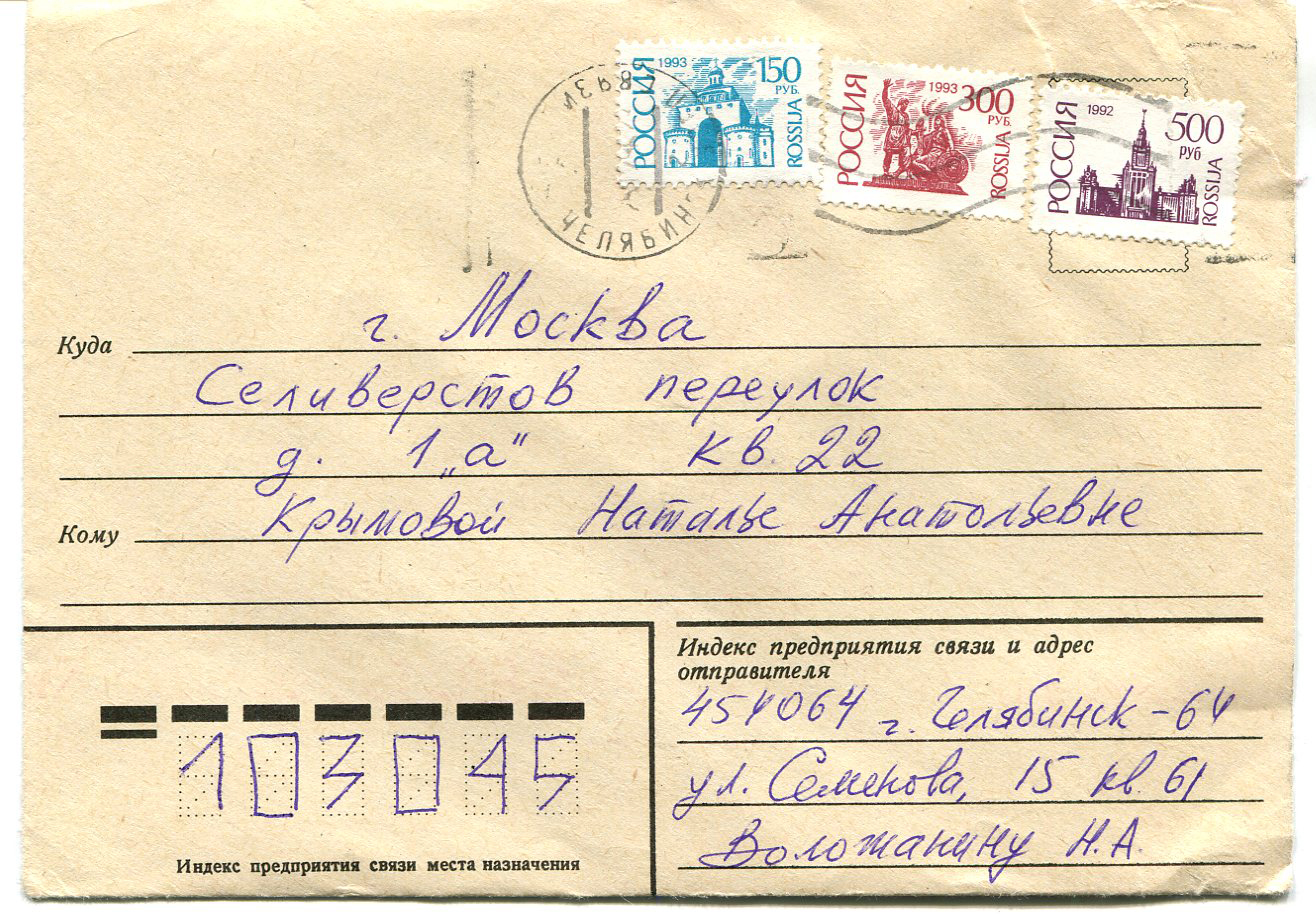 РОССИЯ 1993 150 РУБ. ROSSIJA
РОССИЯ 1993 300 РУБ. ROSSIJA
РОССИЯ 1992 500 РУБ ROSSIJA
ЧЕЛЯБИН
Куда г. Москва
Селиверстов переулок
д. 1 „а" кв. 22
Кому Крымовой Наталье Анатольевне
Индекс предприятия связи и адрес
отправителя
454064 г. Челябинск-64
ул. Семенова, 15 кв. 61
Воложанину Н.А.
103045
Индекс предприятия связи места назначения